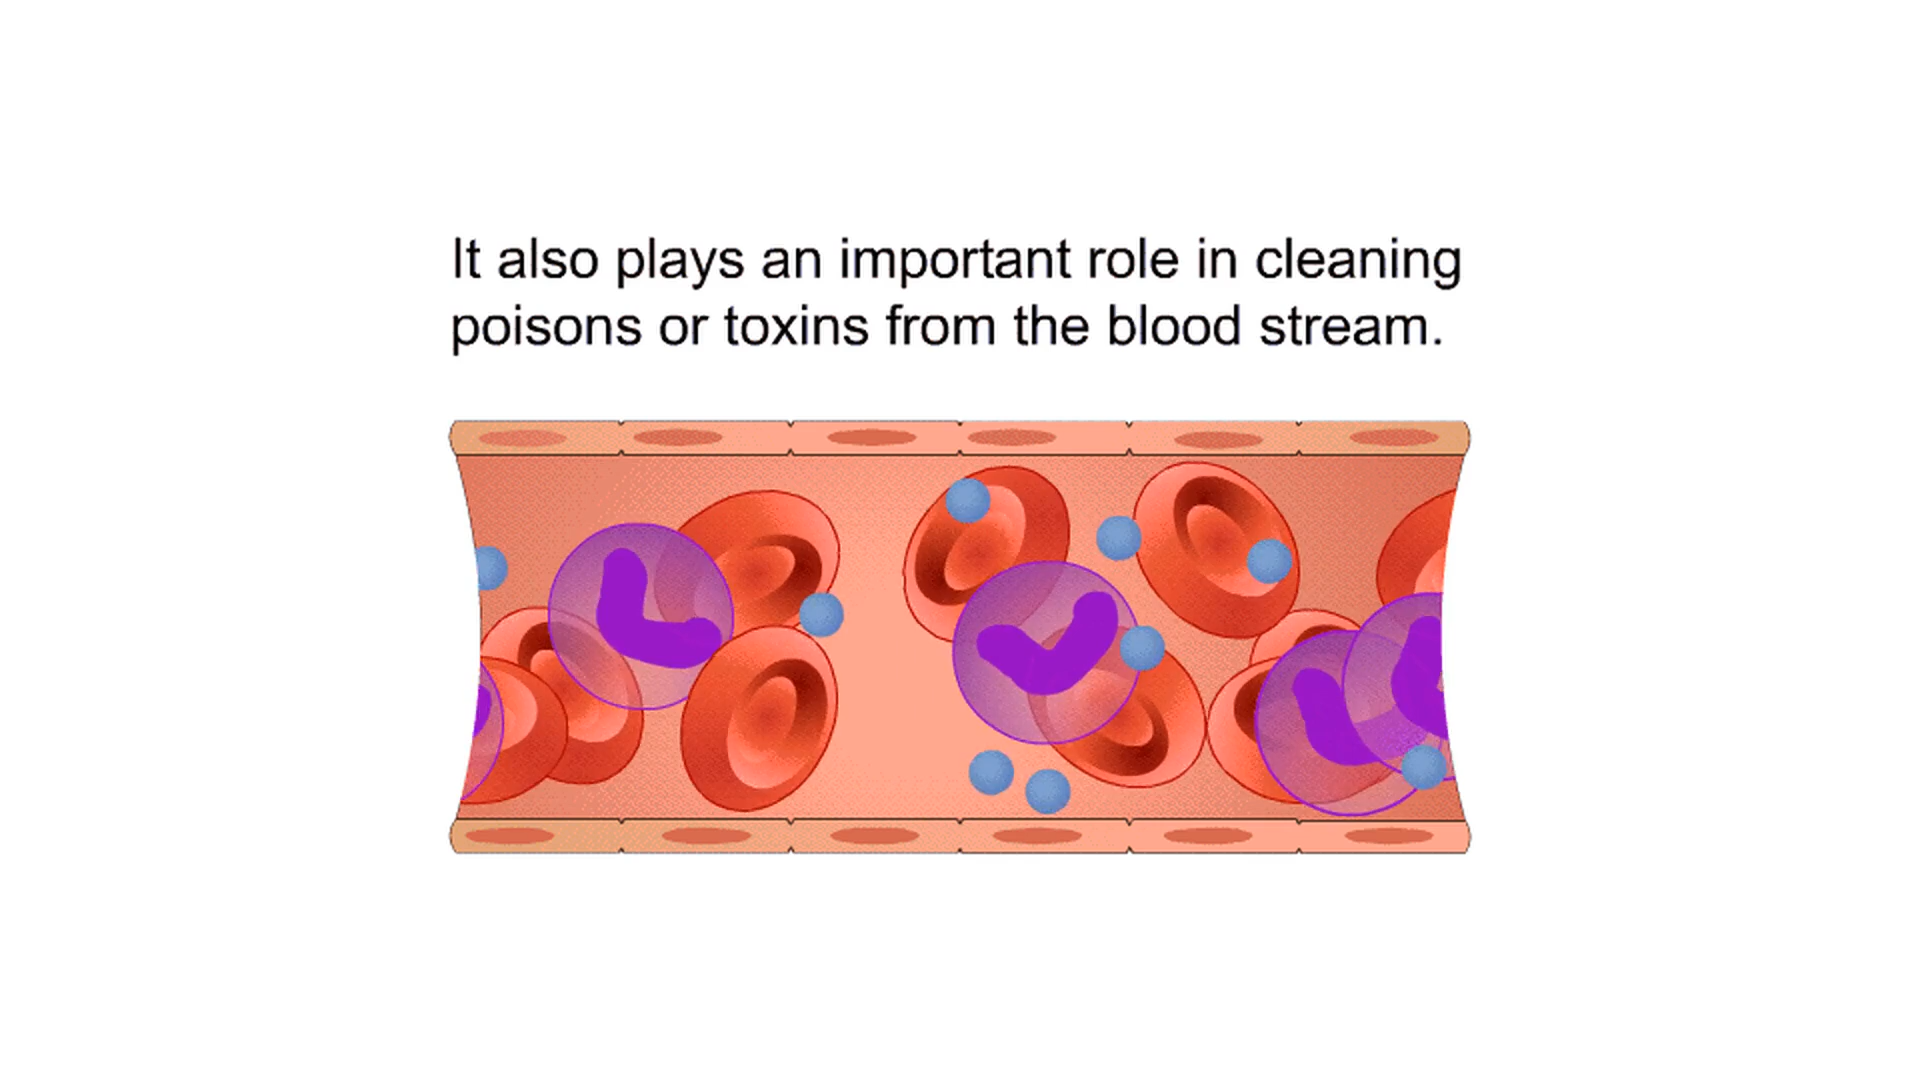 It also plays an important role in cleaning
poisons or toxins from the blood stream.